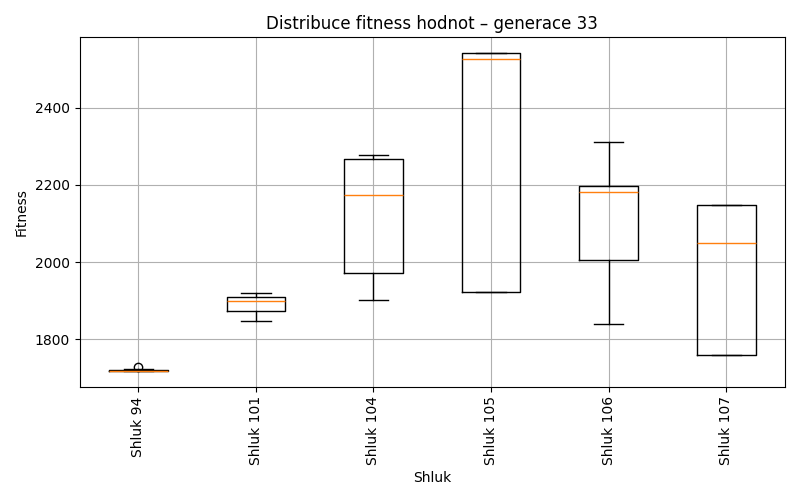 Distribuce fitness hodnot – generace 33
Fitness
2400
2200
2000
1800
Shluk 94
Shluk 101
Shluk 104
Shluk 105
Shluk 106
Shluk 107
Shluk